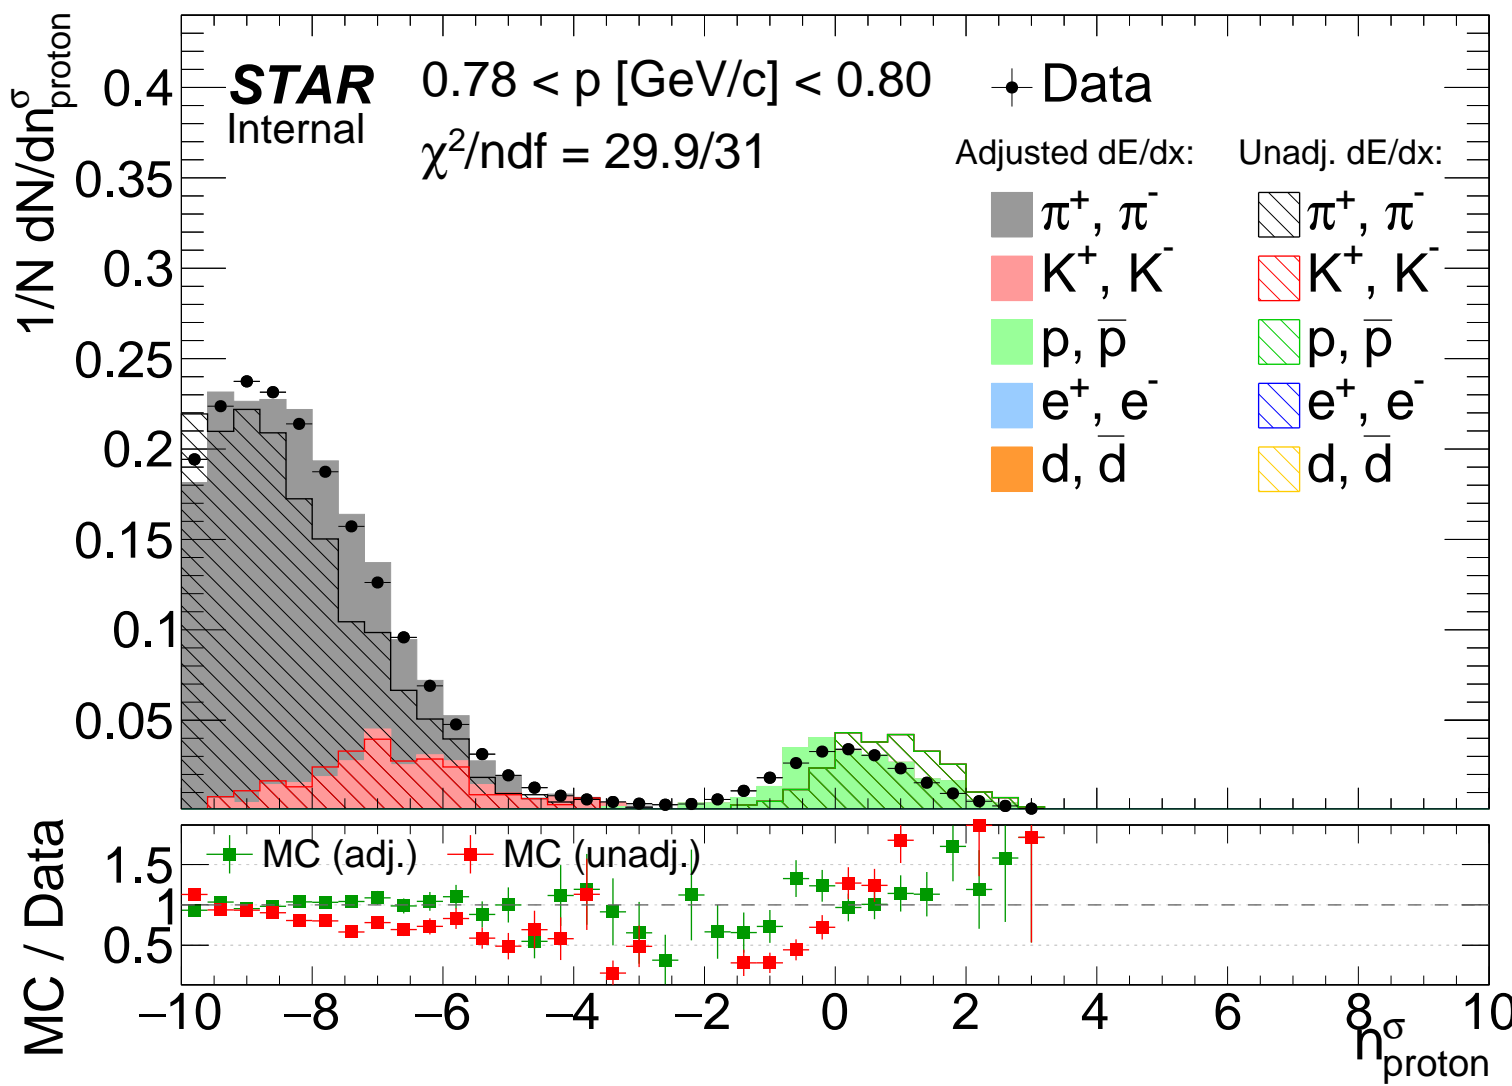 1/N dN/dn^σ_proton
STAR
Internal
0.78 < p [GeV/c] < 0.80
χ²/ndf = 29.9/31
Data
Adjusted dE/dx: Unadj. dE/dx:
π⁺, π⁻ π⁺, π⁻
K⁺, K⁻ K⁺, K⁻
p, p̅ p, p̅
e⁺, e⁻ e⁺, e⁻
d, d̅ d, d̅
0.4
0.35
0.3
0.25
0.2
0.15
0.1
0.05
MC / Data
MC (adj.) MC (unadj.)
1.5
1
0.5
−10 −8 −6 −4 −2 0 2 4 6 8 10
n^σ_proton